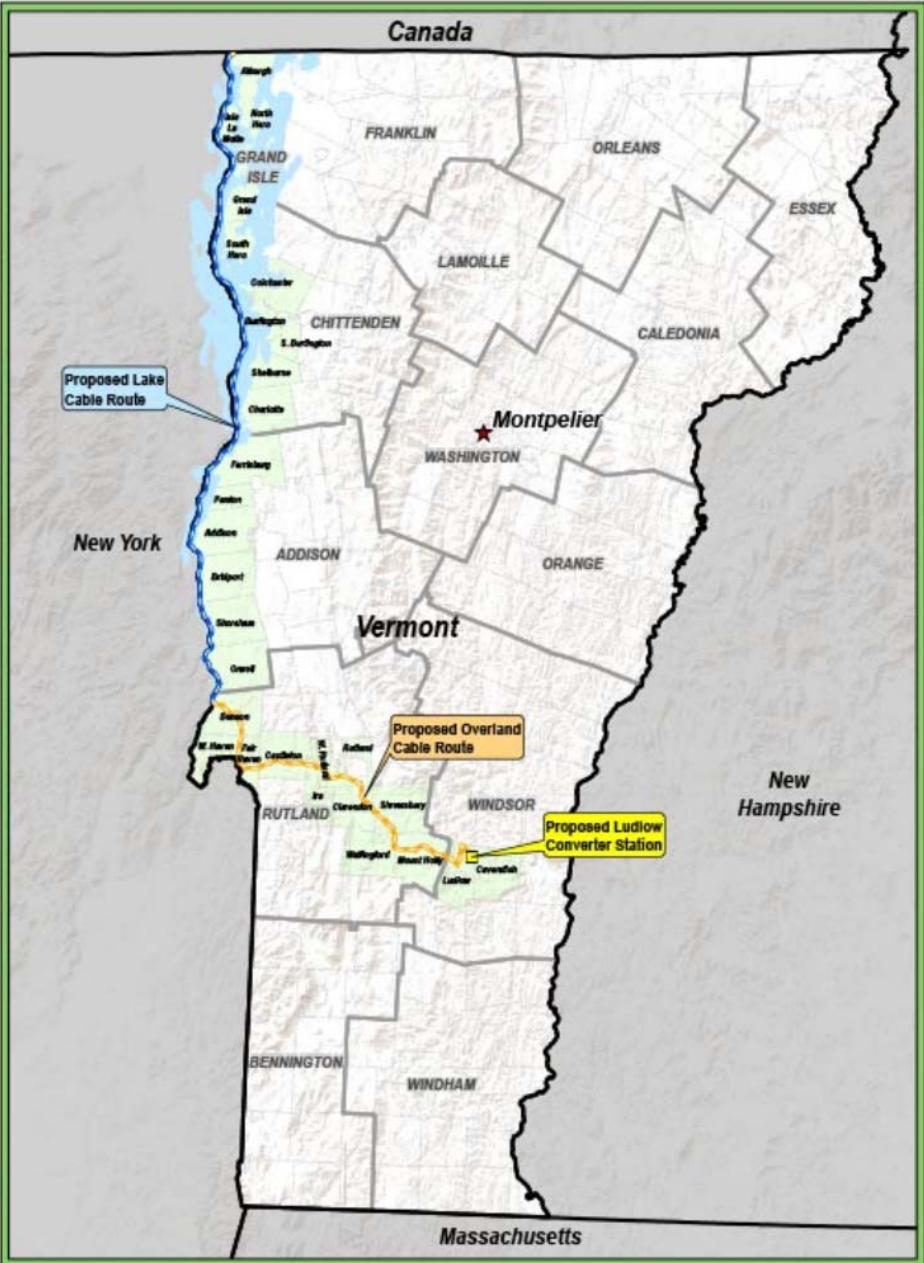 Canada
Alburgh
Isle
La
Motte
North
Hero
FRANKLIN
ORLEANS
GRAND
ISLE
ESSEX
Grand
Isle
South
Hero
LAMOILLE
Colchester
Burlington
CHITTENDEN
CALEDONIA
S. Burlington
Shelburne
Proposed Lake
Cable Route
Charlotte
Montpelier
WASHINGTON
Ferrisburg
Panton
Addison
New York
ADDISON
ORANGE
Bridport
Shoreham
Vermont
Orwell
Benson
Proposed Overland
Cable Route
W. Haven
Fair
Haven
Castleton
W. Rutland
Rutland
Ira
Clarendon
Shrewsbury
RUTLAND
WINDSOR
New
Hampshire
Proposed Ludlow
Converter Station
Wallingford
Mount Holly
Ludlow
Cavendish
BENNINGTON
WINDHAM
Massachusetts